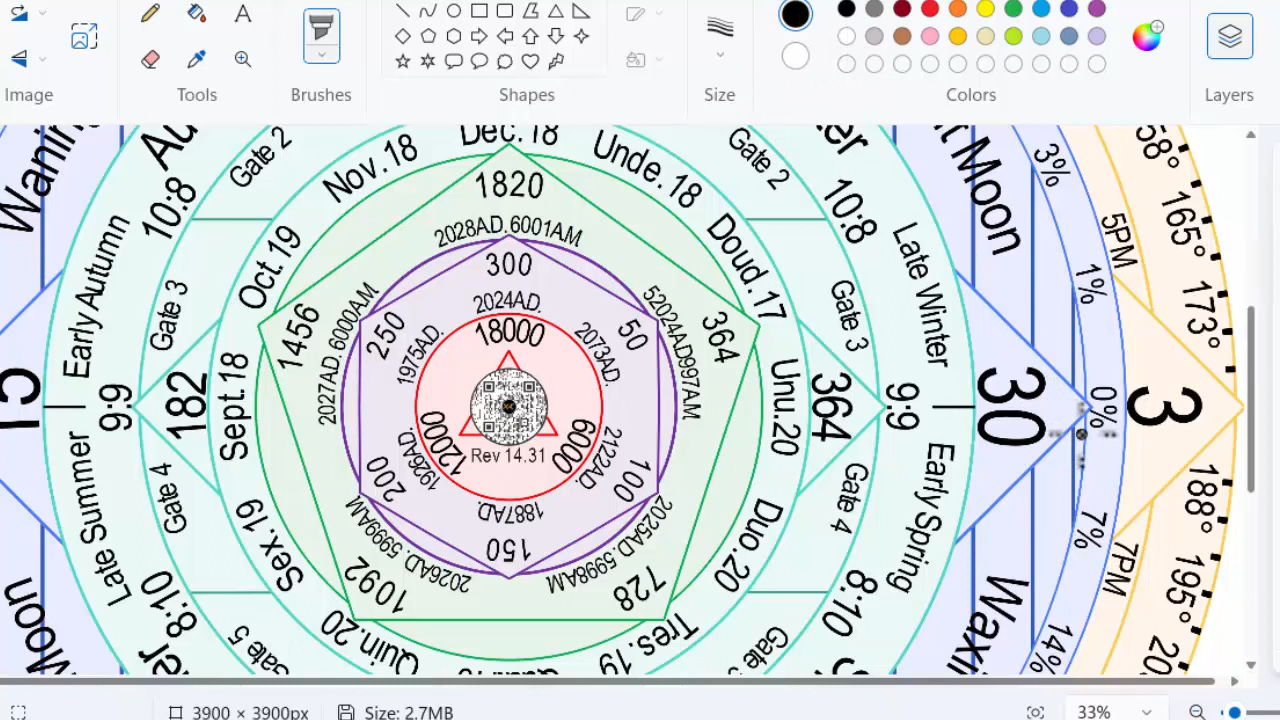 Image
Tools
Brushes
Shapes
Size
Colors
Layers
A
Dec.18
Unde. 18
Doud. 17
Unu.20
Duo.20
Tres.19
Quin.20
Sex.19
Sept.18
Oct. 19
Nov. 18
1820
364
728
1092
1456
2028AD. 6001AM
52024AD997AM
2025AD. 5998AM
2026AD. 5999AM
2027AD. 6000AM
300
50
100
150
200
250
2024AD.
2073AD.
2122AD.
1887AD
1926AD
1975AD.
18000
6000
12000
Rev 14.31
Gate 2
Gate 3
Gate 4
Gate 5
182
10:8
9:9
8:10
Early Autumn
Late Summer
Moon
Gate 2
Gate 3
Gate 4
364
10:8
9:9
8:10
Late Winter
Early Spring
Moon
30
3%
1%
0%
7%
14%
5PM
7PM
3
165°
173°
188°
195°
3900 × 3900px
Size: 2.7MB
33%